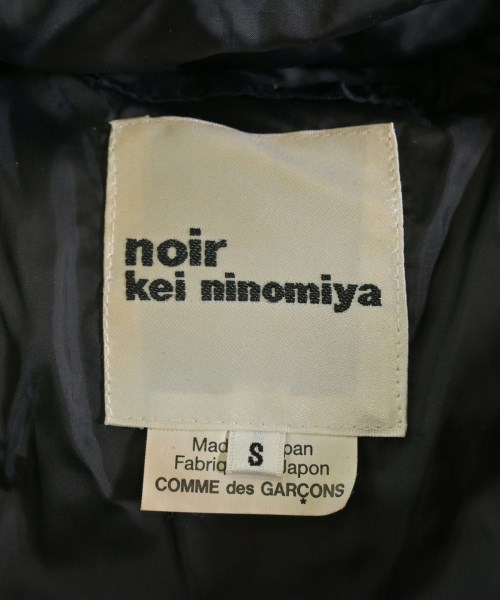 noir
kei ninomiya
S
Mad pan
Fabriq Japon
COMME des GARÇONS